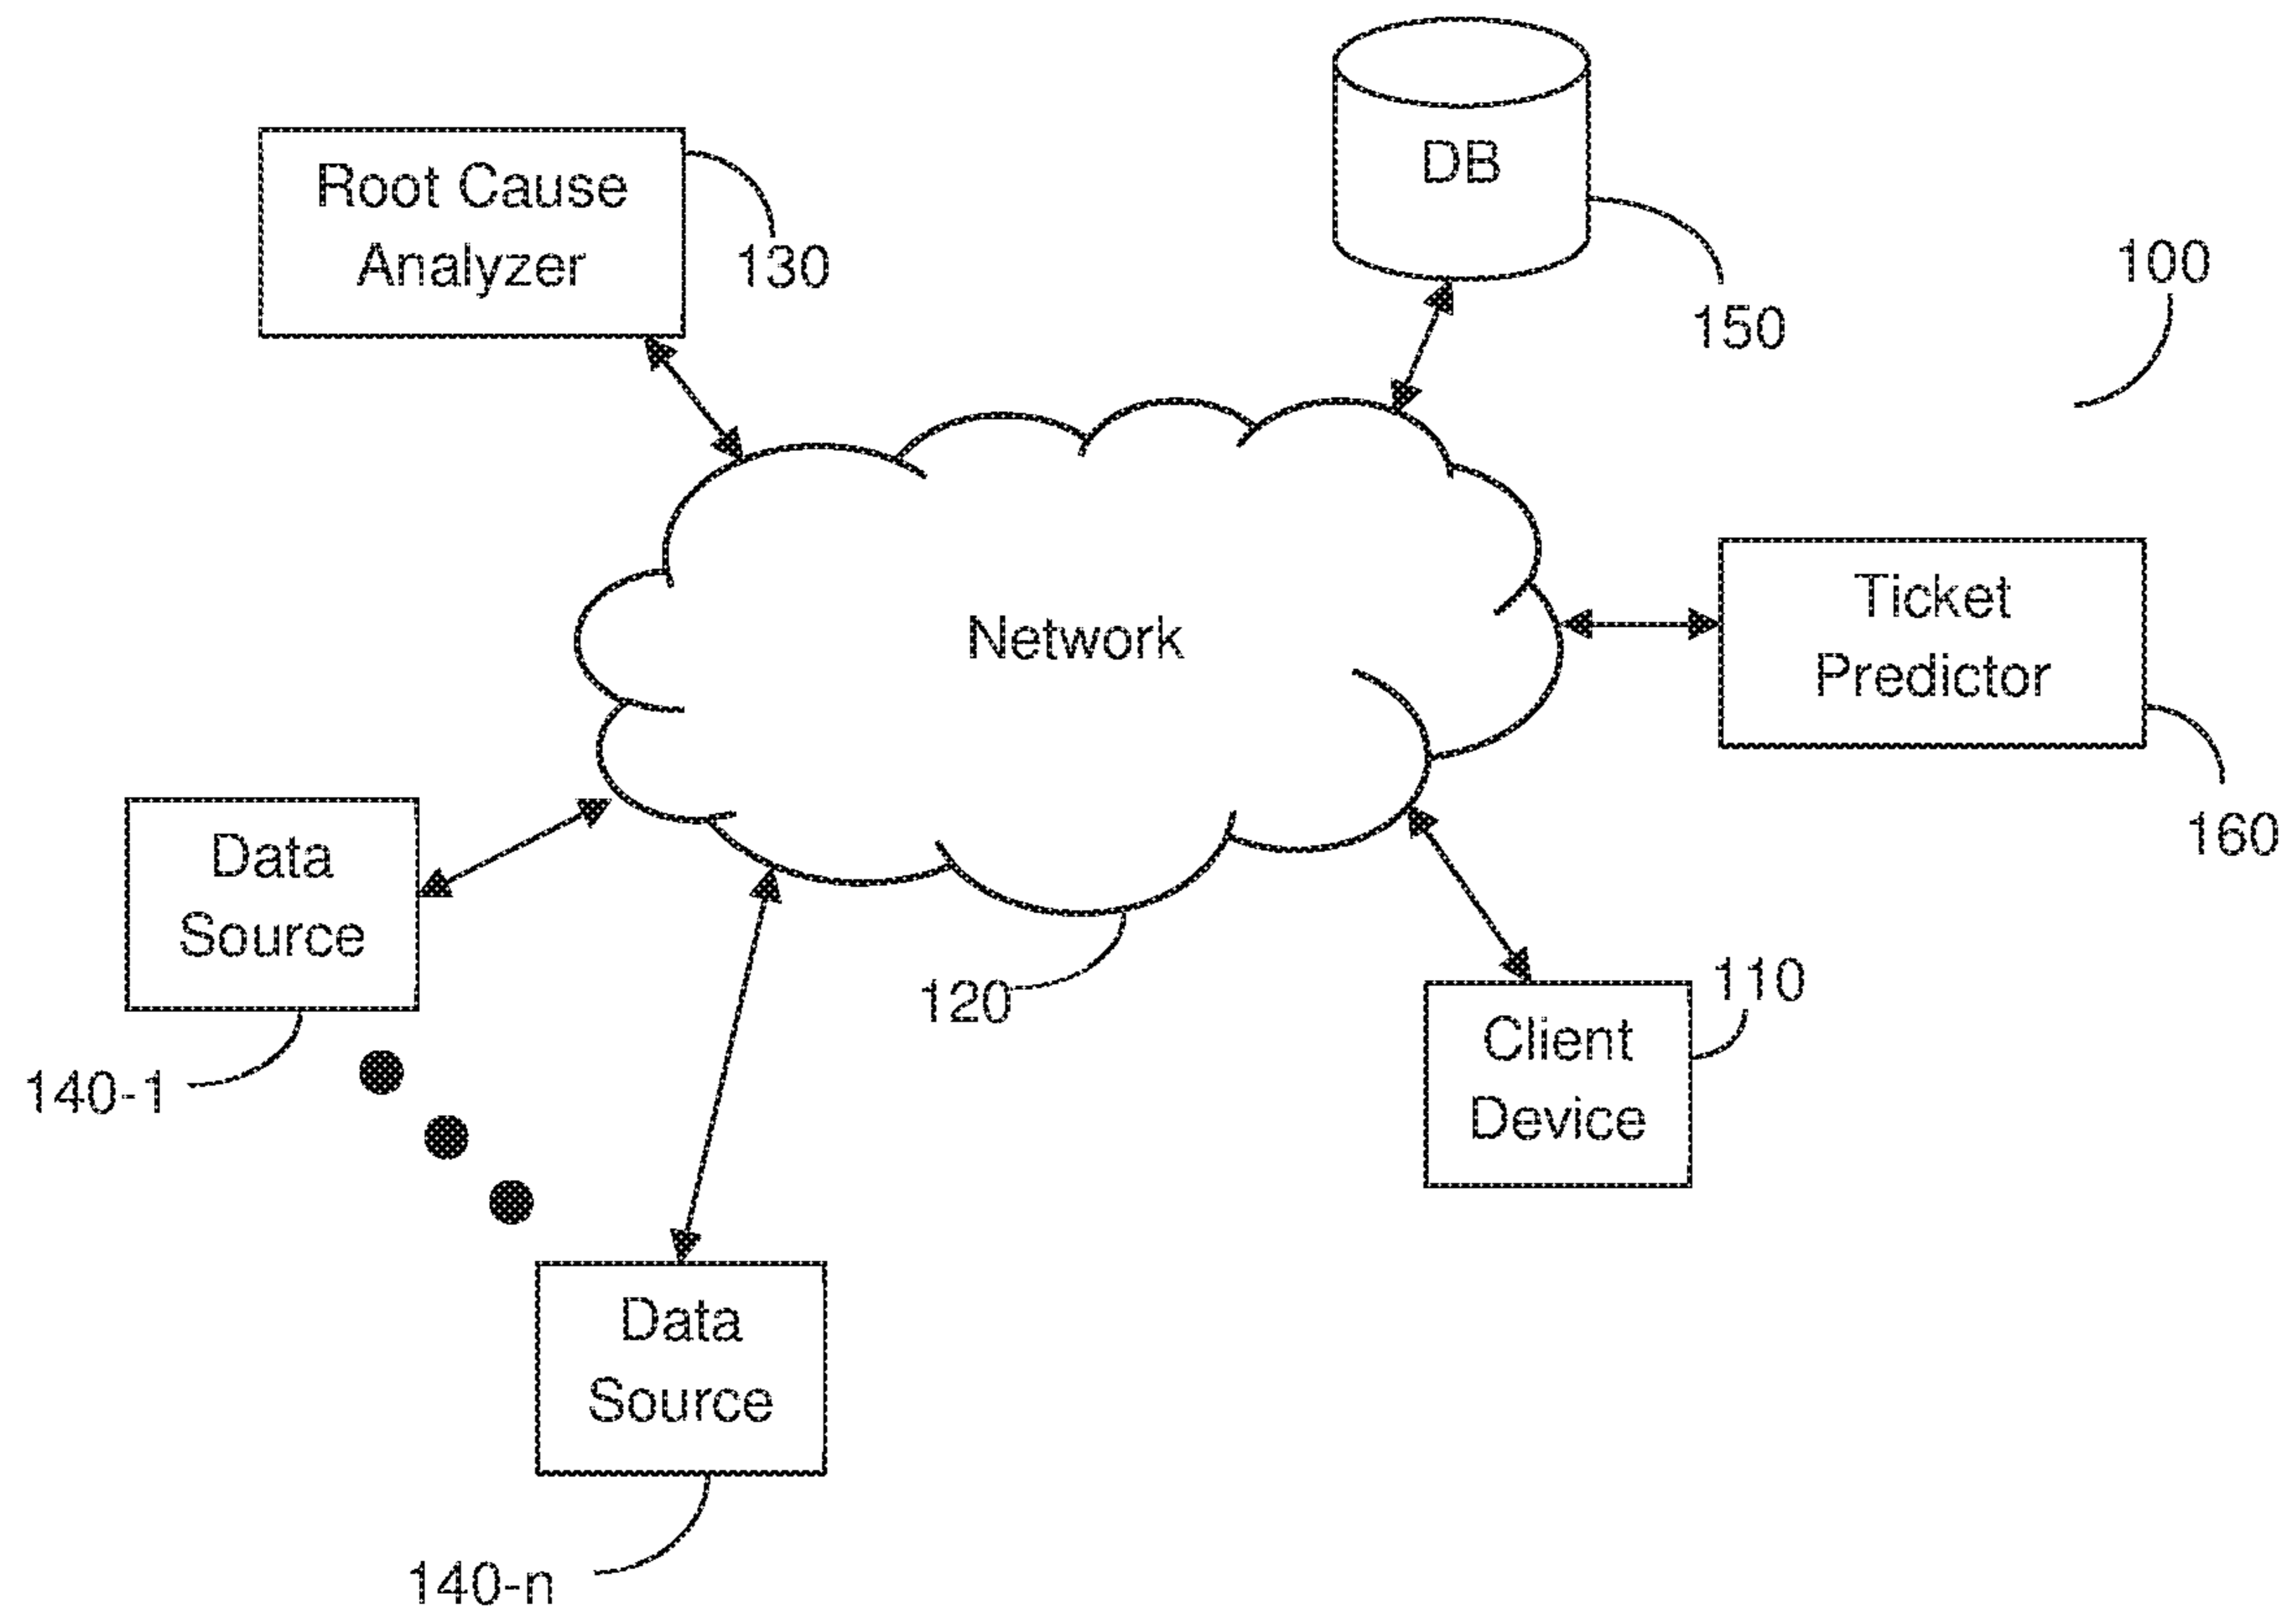 DB
Root Cause
Analyzer
130
150
100
Network
Ticket
Predictor
160
Data
Source
140-1
120
110
Client
Device
Data
Source
140-n